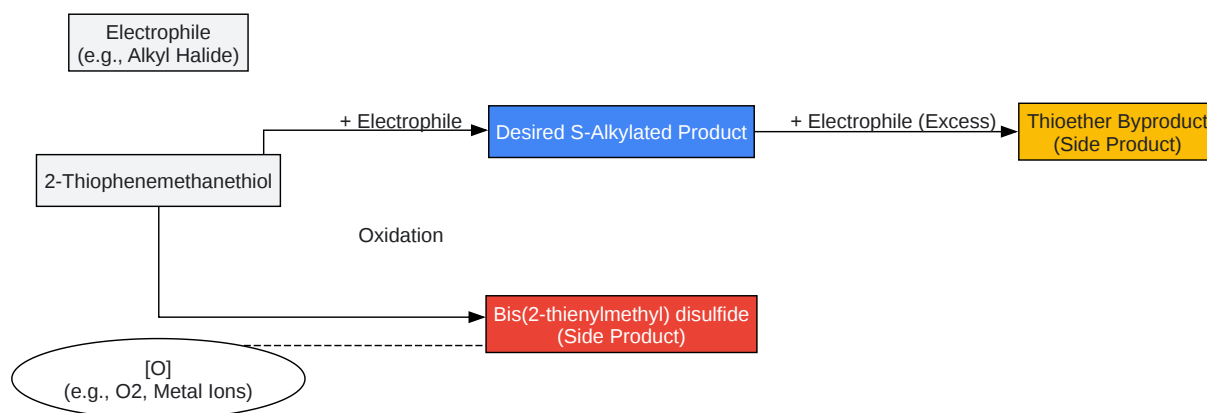 Electrophile
(e.g., Alkyl Halide)
+ Electrophile
Desired S-Alkylated Product
+ Electrophile (Excess)
Thioether Byproduct
(Side Product)
2-Thiophenemethanethiol
Oxidation
Bis(2-thienylmethyl) disulfide
(Side Product)
[O]
(e.g., O2, Metal Ions)